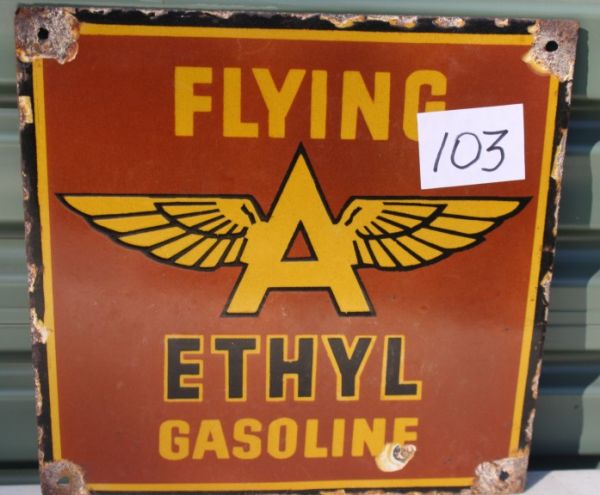 FLYING
103
A
ETHYL
GASOLINE